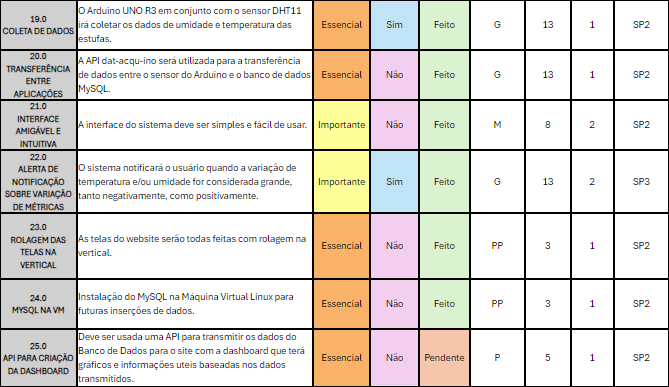 19.0
COLETA DE DADOS
O Arduino UNO R3 em conjunto com o sensor DHT11
irá coletar os dados de umidade e temperatura das
estufas.
Essencial
Sim
Feito
G
13
1
SP2
20.0
TRANSFERÊNCIA
ENTRE
APLICAÇÕES
A API dat-acqu-ino será utilizada para a transferência
de dados entre o sensor do Arduino e o banco de dados
MySQL.
Essencial
Não
Feito
G
13
1
SP2
21.0
INTERFACE
AMIGÁVEL E
INTUITIVA
A interface do sistema deve ser simples e fácil de usar.
Importante
Não
Feito
M
8
2
SP2
22.0
ALERTA DE
NOTIFICAÇÃO
SOBRE VARIAÇÃO
DE MÉTRICAS
O sistema notificará o usuário quando a variação de
temperatura e/ou umidade for considerada grande,
tanto negativamente, como positivamente.
Importante
Sim
Feito
G
13
2
SP3
23.0
ROLAGEM DAS
TELAS NA
VERTICAL
As telas do website serão todas feitas com rolagem na
vertical.
Essencial
Não
Feito
PP
3
1
SP2
24.0
MYSQL NA VM
Instalação do MySQL na Máquina Virtual Linux para
futuras inserções de dados.
Essencial
Não
Feito
PP
3
1
SP2
25.0
API PARA CRIAÇÃO
DA DASHBOARD
Deve ser usada uma API para transmitir os dados do
Banco de Dados para o site com a dashboard que terá
gráficos e informações uteis baseadas nos dados
transmitidos.
Essencial
Não
Pendente
P
5
1
SP2